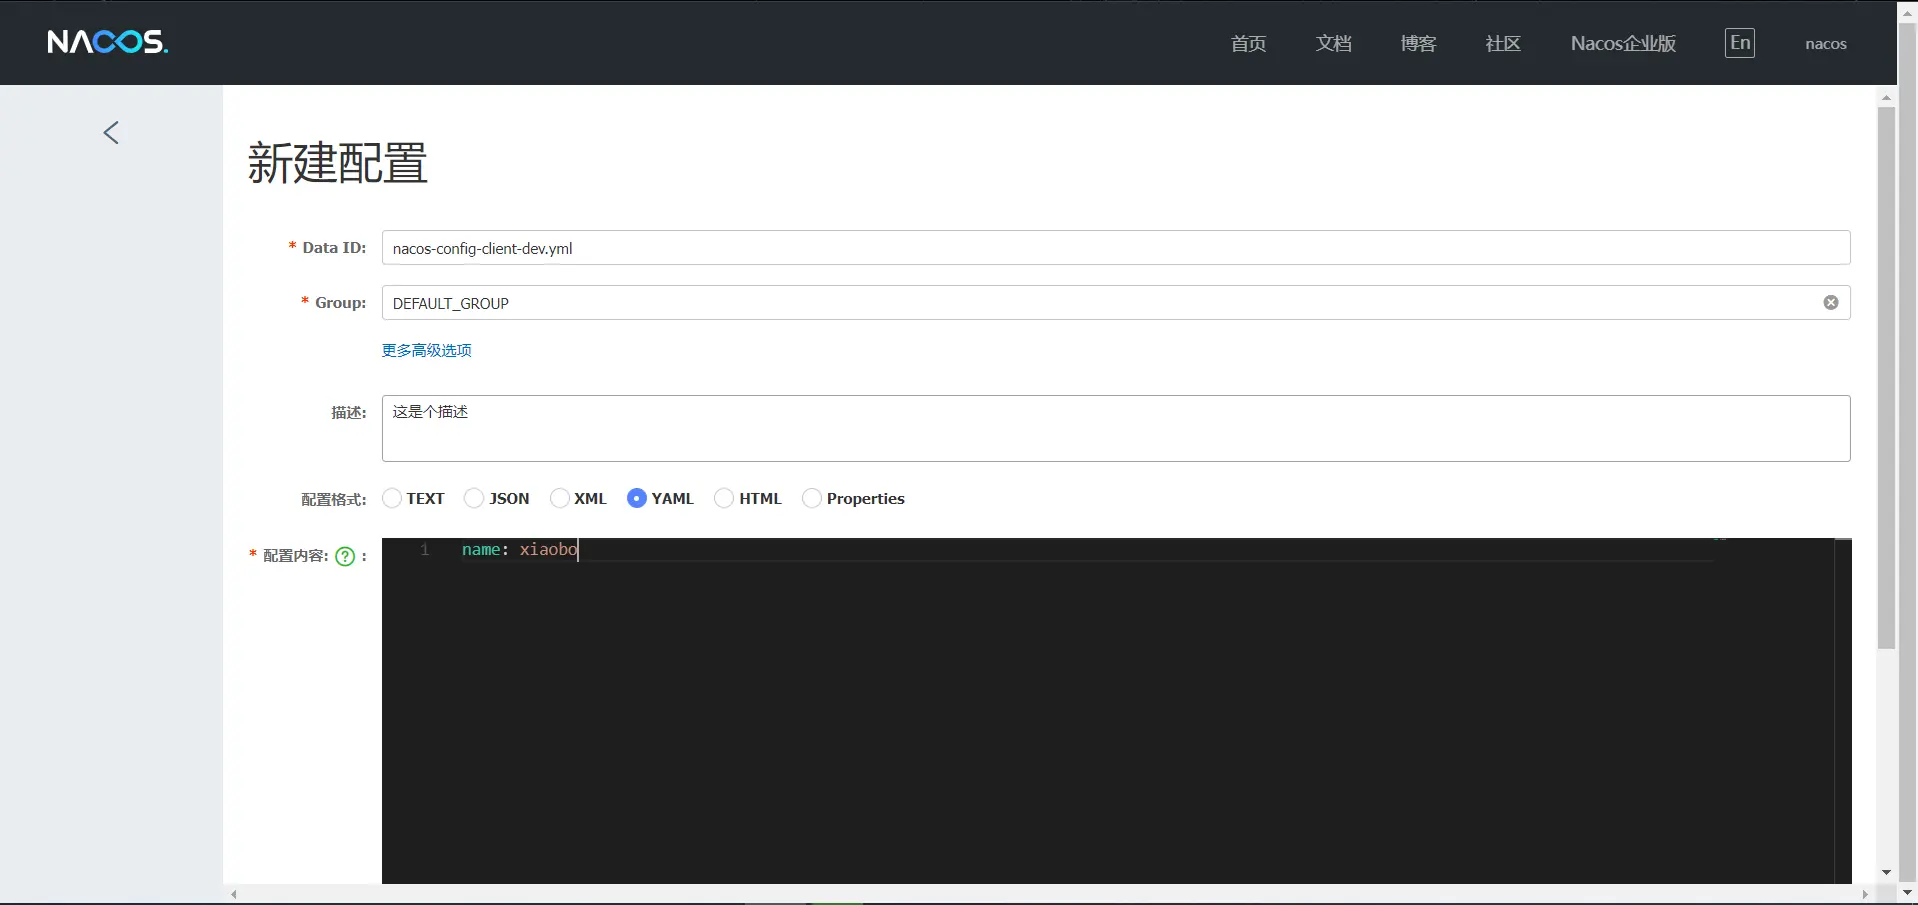 NACOS. 首页 文档 博客 社区 Nacos企业版 En nacos
新建配置
* Data ID: nacos-config-client-dev.yml
* Group: DEFAULT_GROUP
更多高级选项
描述: 这是个描述
配置格式: TEXT JSON XML YAML HTML Properties
* 配置内容: ? : 1 name: xiaobo